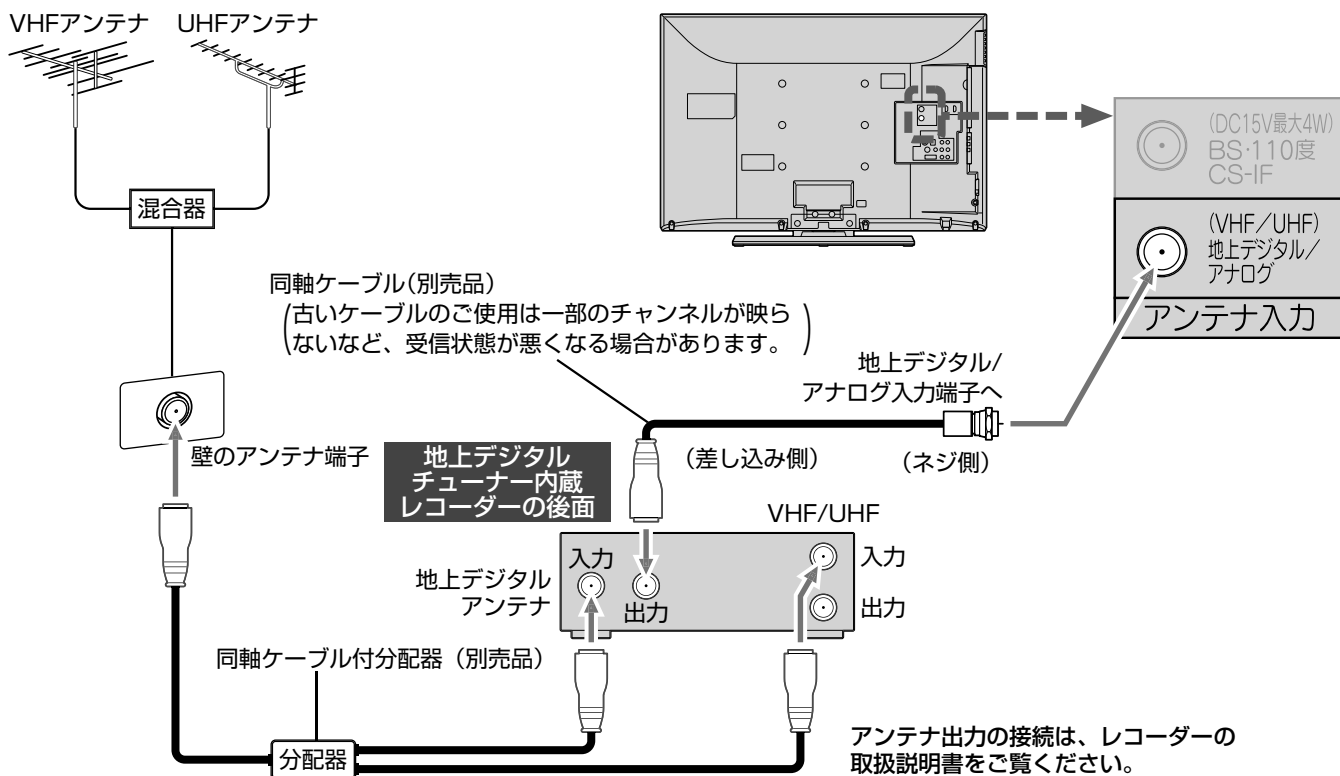 VHFアンテナ
UHFアンテナ
混合器
(DC15V最大4W)
BS・110度
CS-IF
(VHF/UHF)
地上デジタル/
アナログ
アンテナ入力
同軸ケーブル(別売品)
(古いケーブルのご使用は一部のチャンネルが映ら
ないなど、受信状態が悪くなる場合があります。)
地上デジタル/
アナログ入力端子へ
壁のアンテナ端子
地上デジタル
チューナー内蔵
レコーダーの後面
(差し込み側)
(ネジ側)
VHF/UHF
地上デジタル
アンテナ
入力
出力
入力
出力
同軸ケーブル付分配器(別売品)
分配器
アンテナ出力の接続は、レコーダーの
取扱説明書をご覧ください。